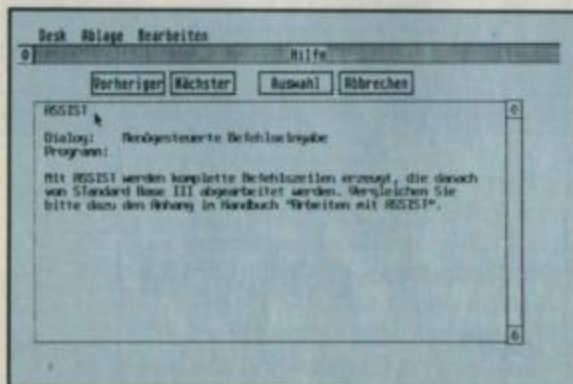 Desk Ablage Bearbeiten
Hilfe
Vorheriger Nächster Auswahl Abbrechen
ASSIST
Dialog: Menügesteuerte Befehlseingabe
Programm:
Mit ASSIST werden komplette Befehlszeilen erzeugt, die danach
von Standard Base III abgearbeitet werden. Vergleichen Sie
bitte dazu den Anhang im Handbuch "Arbeiten mit ASSIST".